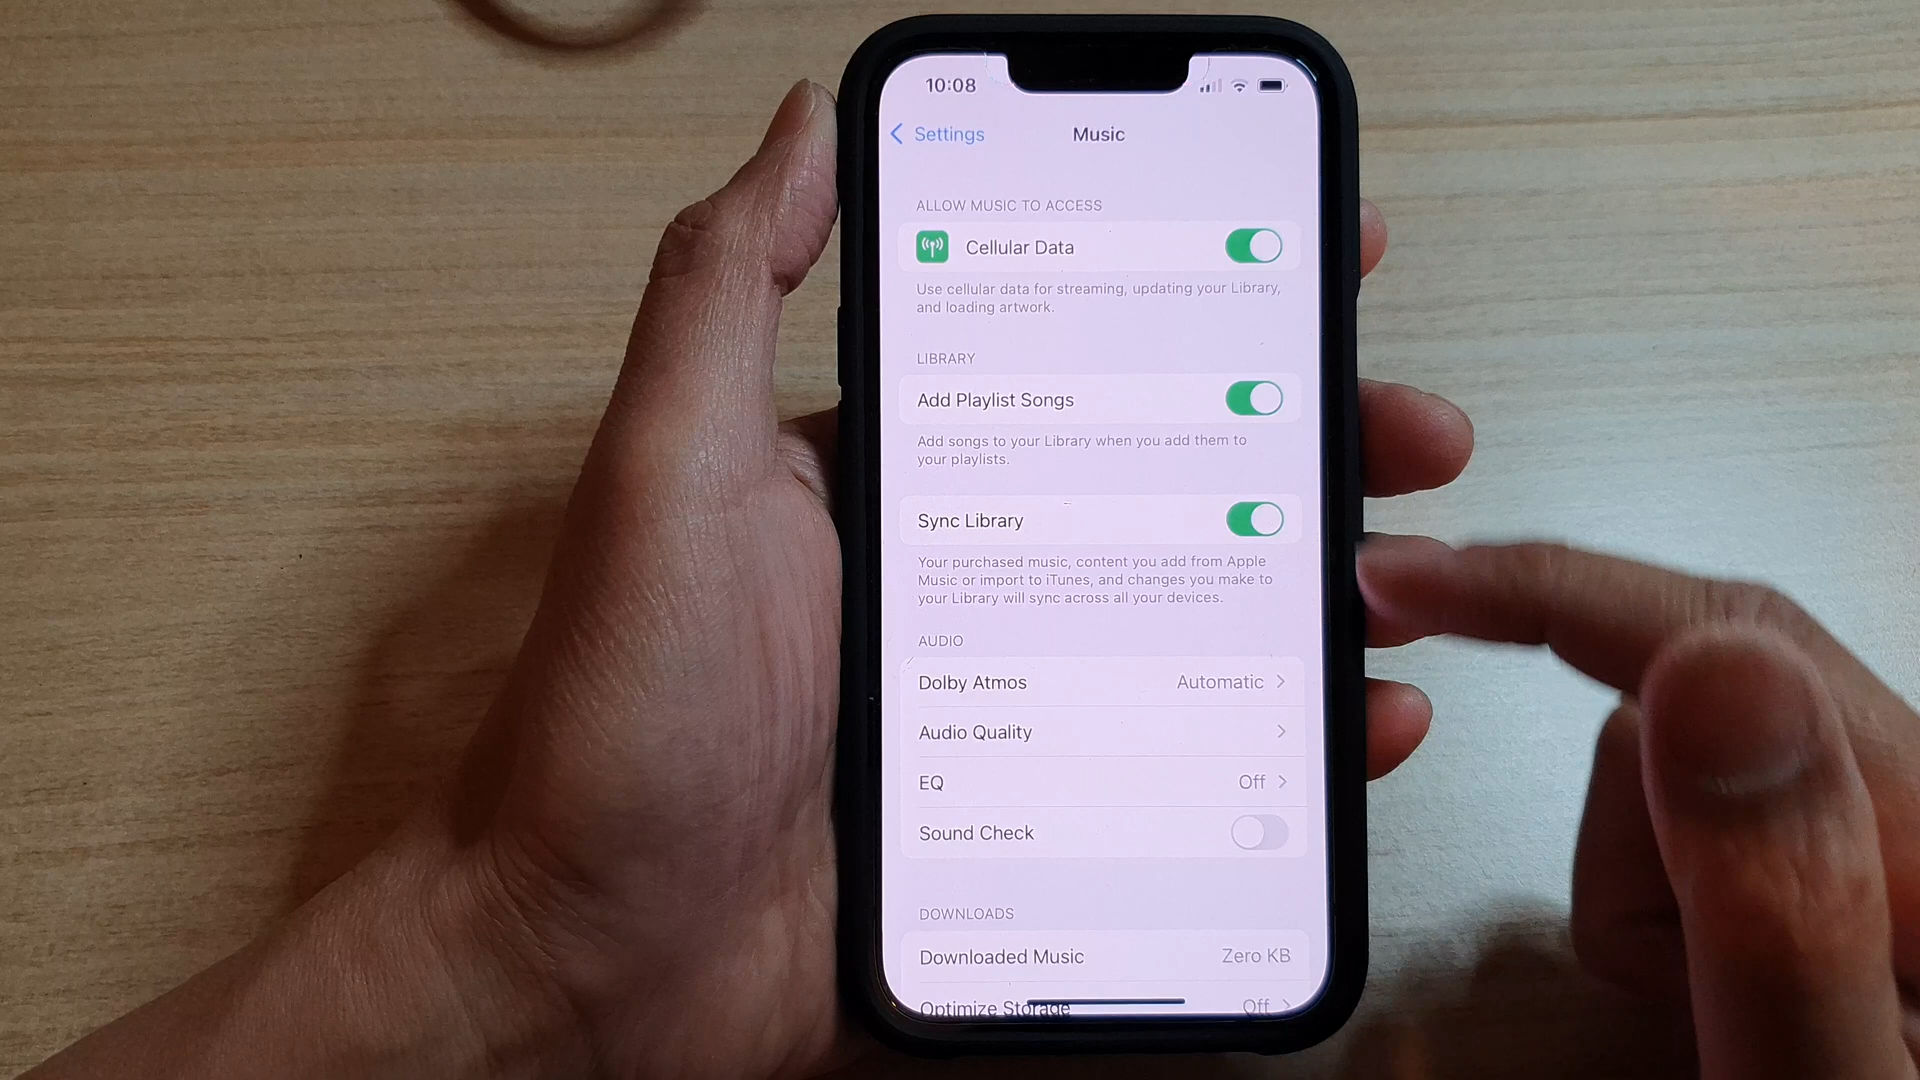 10:08
Settings
Music
ALLOW MUSIC TO ACCESS
Cellular Data
Use cellular data for streaming, updating your Library,
and loading artwork.
LIBRARY
Add Playlist Songs
Add songs to your Library when you add them to
your playlists.
Sync Library
Your purchased music, content you add from Apple
Music or import to iTunes, and changes you make to
your Library will sync across all your devices.
AUDIO
Dolby Atmos Automatic
Audio Quality
EQ Off
Sound Check
DOWNLOADS
Downloaded Music Zero KB
Optimize Storage Off